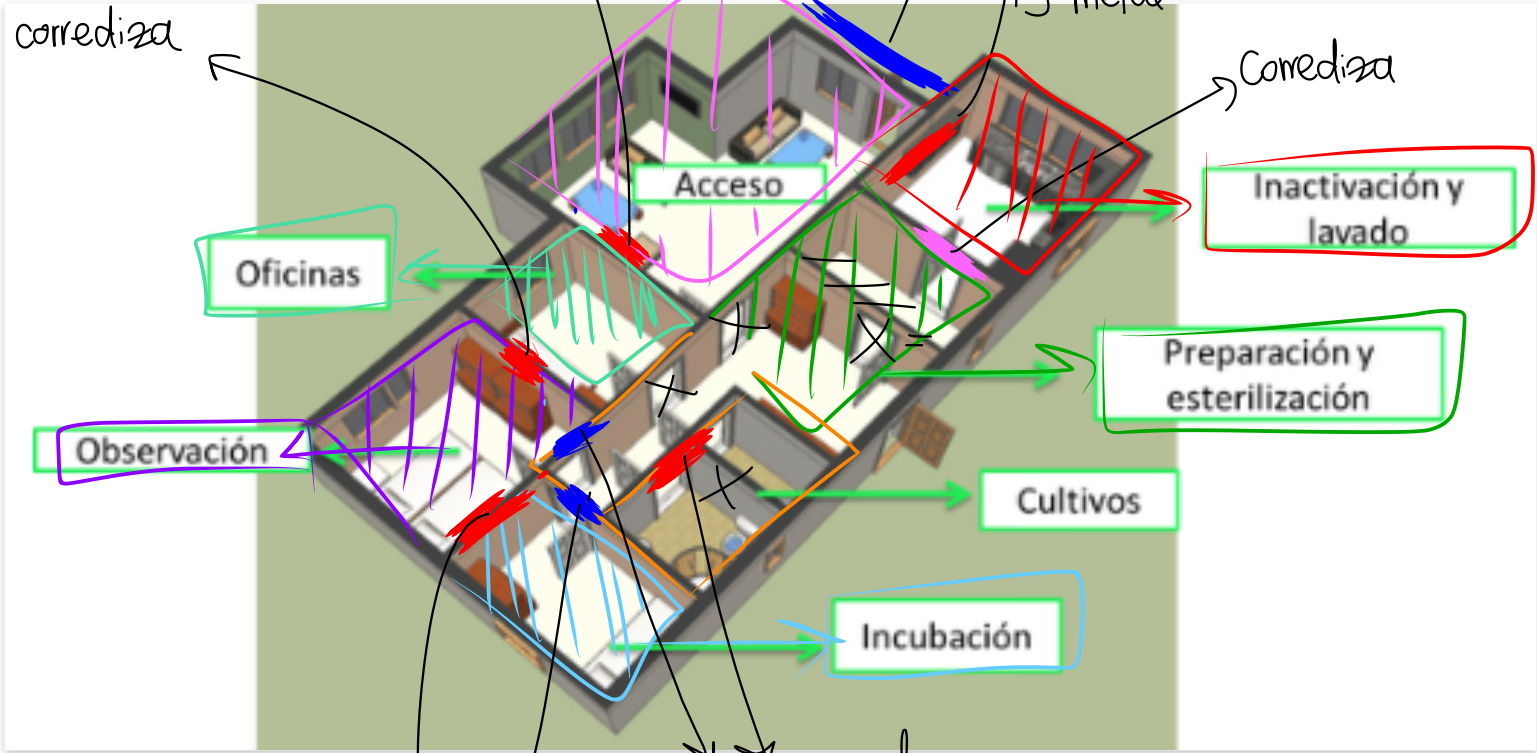 corrediza
Corrediza
Acceso
Inactivación y
lavado
Oficinas
Preparación y
esterilización
Observación
Cultivos
Incubación